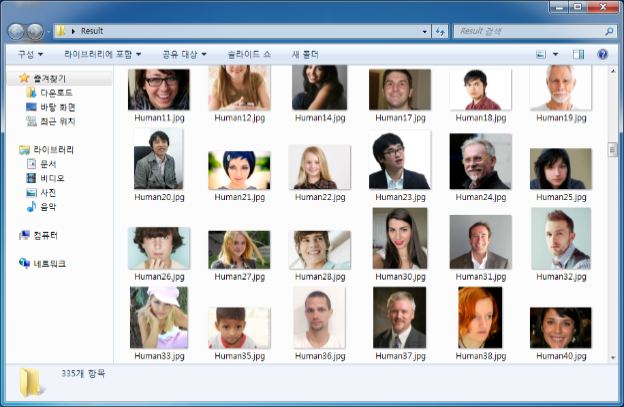 Result
Result 검색
구성 라이브러리에 포함 공유 대상 슬라이드 쇼 새 폴더
즐겨찾기
다운로드
바탕 화면
최근 위치
라이브러리
문서
비디오
사진
음악
컴퓨터
네트워크
Human11.jpg Human12.jpg Human14.jpg Human17.jpg Human18.jpg Human19.jpg
Human20.jpg Human21.jpg Human22.jpg Human23.jpg Human24.jpg Human25.jpg
Human26.jpg Human27.jpg Human28.jpg Human30.jpg Human31.jpg Human32.jpg
Human33.jpg Human35.jpg Human36.jpg Human37.jpg Human38.jpg Human40.jpg
335개 항목